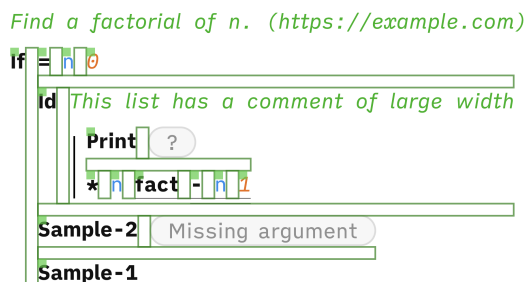 Find a factorial of n. (https://example.com)
If = n 0
Id This list has a comment of large width
Print ?
* n fact - n 1
Sample-2 Missing argument
Sample-1